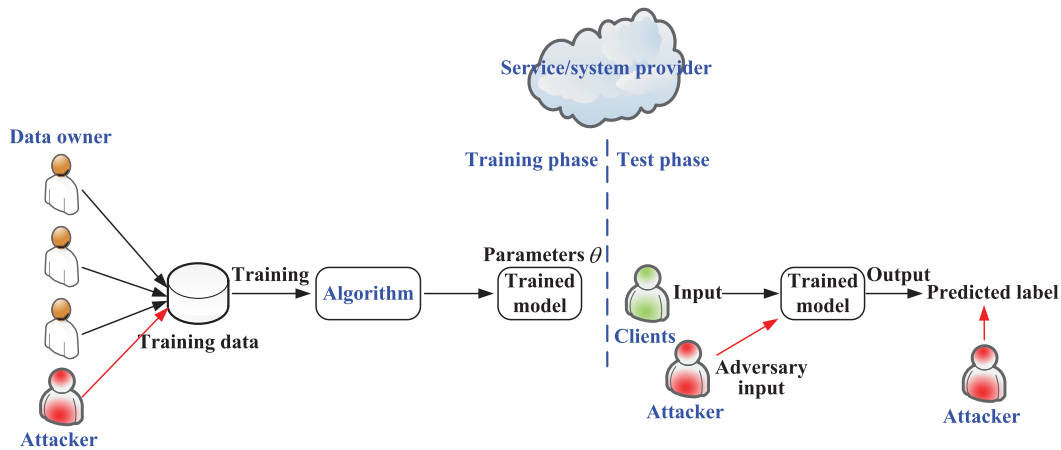 Service/system provider
Data owner
Training phase
Test phase
Training
Algorithm
Parameters θ
Trained
model
Training data
Attacker
Input
Clients
Trained
model
Output
Predicted label
Adversary
input
Attacker
Attacker